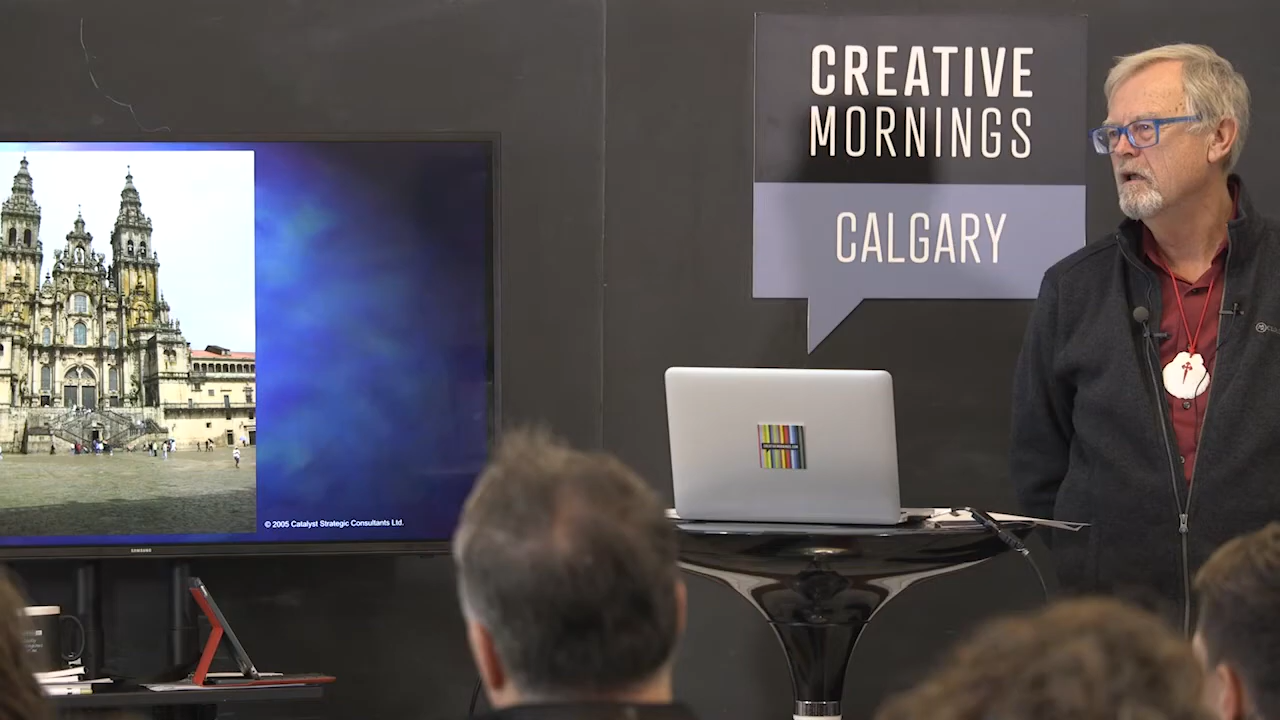 CREATIVE
MORNINGS
CALGARY
© 2005 Catalyst Strategic Consultants Ltd.
SAMSUNG